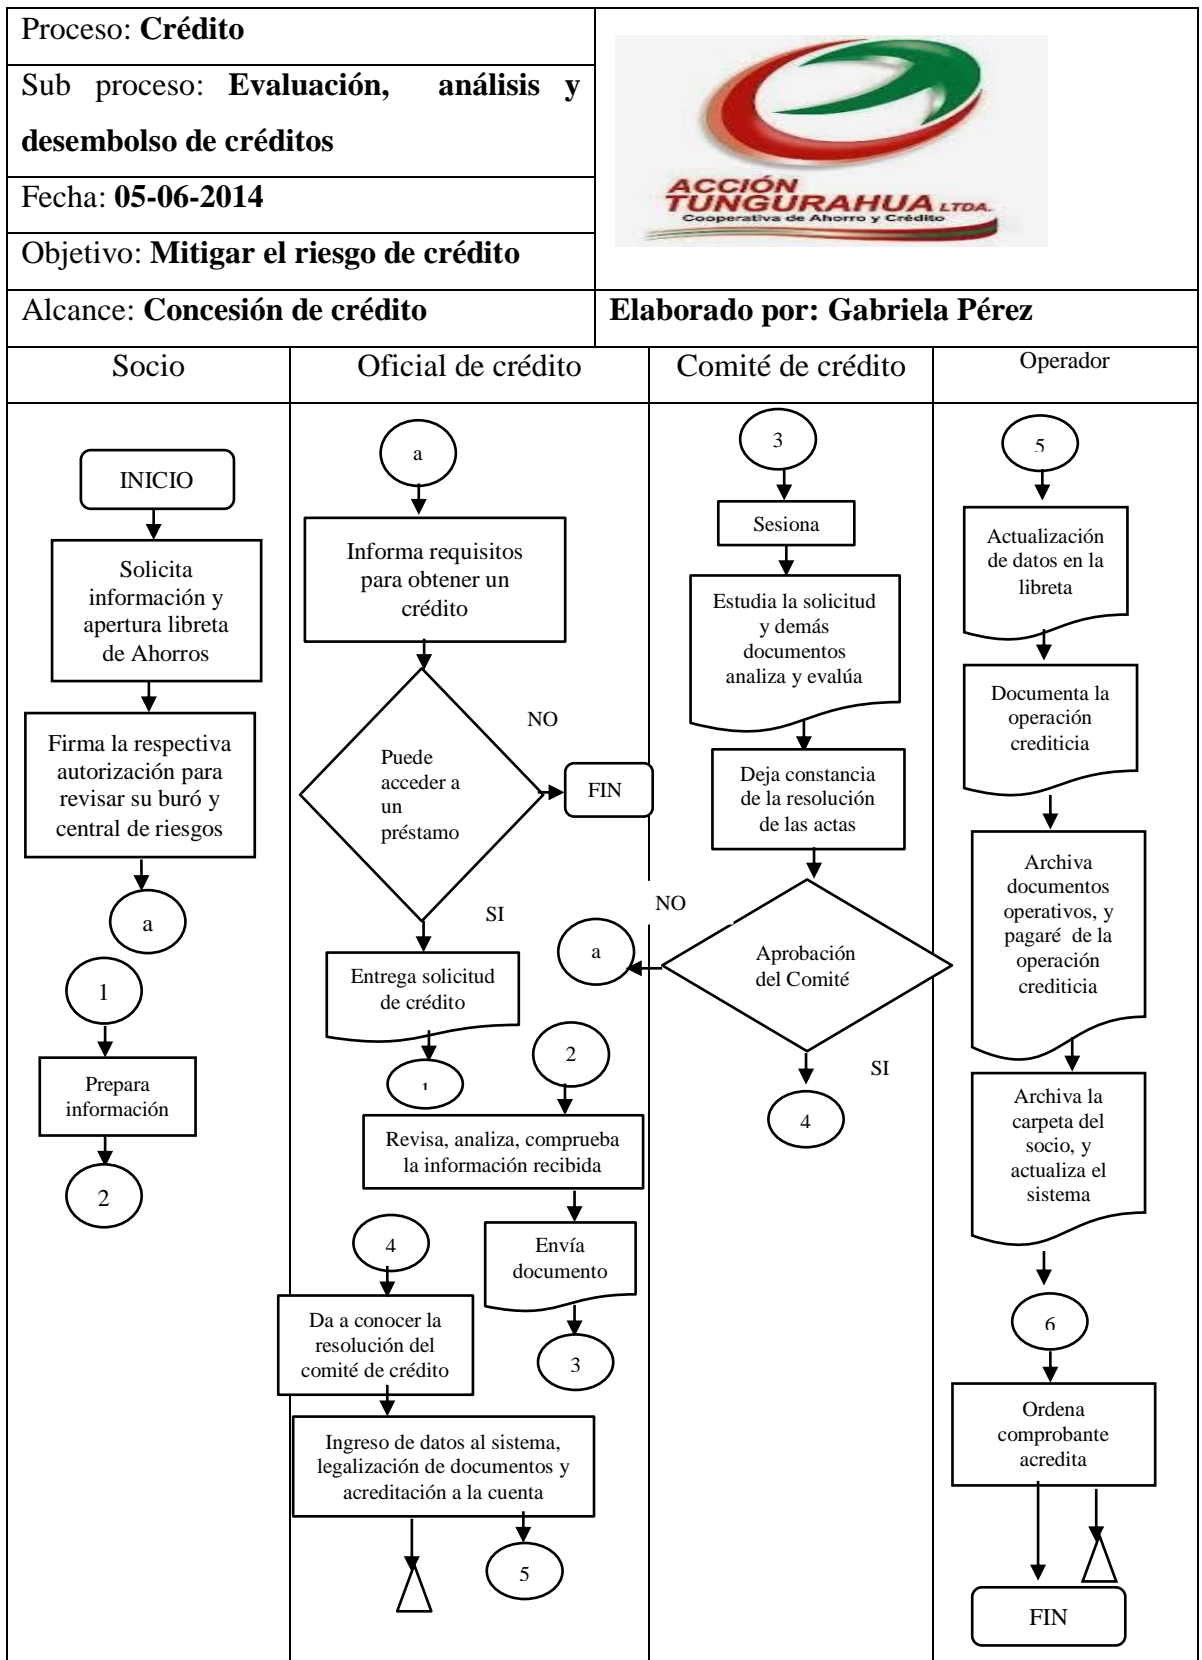 Proceso: Crédito
Sub proceso: Evaluación, análisis y
desembolso de créditos
Fecha: 05-06-2014
Objetivo: Mitigar el riesgo de crédito
Alcance: Concesión de crédito
ACCIÓN
TUNGURAHUA LTDA.
Cooperativa de Ahorro y Crédito
Elaborado por: Gabriela Pérez
Socio
Oficial de crédito
Comité de crédito
Operador
INICIO
Solicita
información y
apertura libreta
de Ahorros
Firma la respectiva
autorización para
revisar su buró y
central de riesgos
a
1
Prepara
información
2
a
Informa requisitos
para obtener un
crédito
Puede
acceder a
un
préstamo
NO
FIN
SI
Entrega solicitud
de crédito
1
2
Revisa, analiza, comprueba
la información recibida
Envía
documento
3
4
Da a conocer la
resolución del
comité de crédito
Ingreso de datos al sistema,
legalización de documentos y
acreditación a la cuenta
5
3
Sesiona
Estudia la solicitud
y demás
documentos
analiza y evalúa
Deja constancia
de la resolución
de las actas
Aprobación
del Comité
NO
a
SI
4
5
Actualización
de datos en la
libreta
Documenta la
operación
crediticia
Archiva
documentos
operativos, y
pagaré de la
operación
crediticia
Archiva la
carpeta del
socio, y
actualiza el
sistema
6
Ordena
comprobante
acredita
FIN